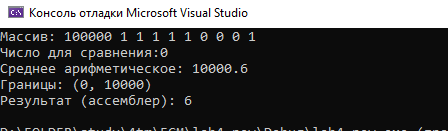 Консоль отладки Microsoft Visual Studio
Массив: 100000 1 1 1 1 1 0 0 0 1
Число для сравнения:0
Среднее арифметическое: 10000.6
Границы: (0, 10000)
Результат (ассемблер): 6